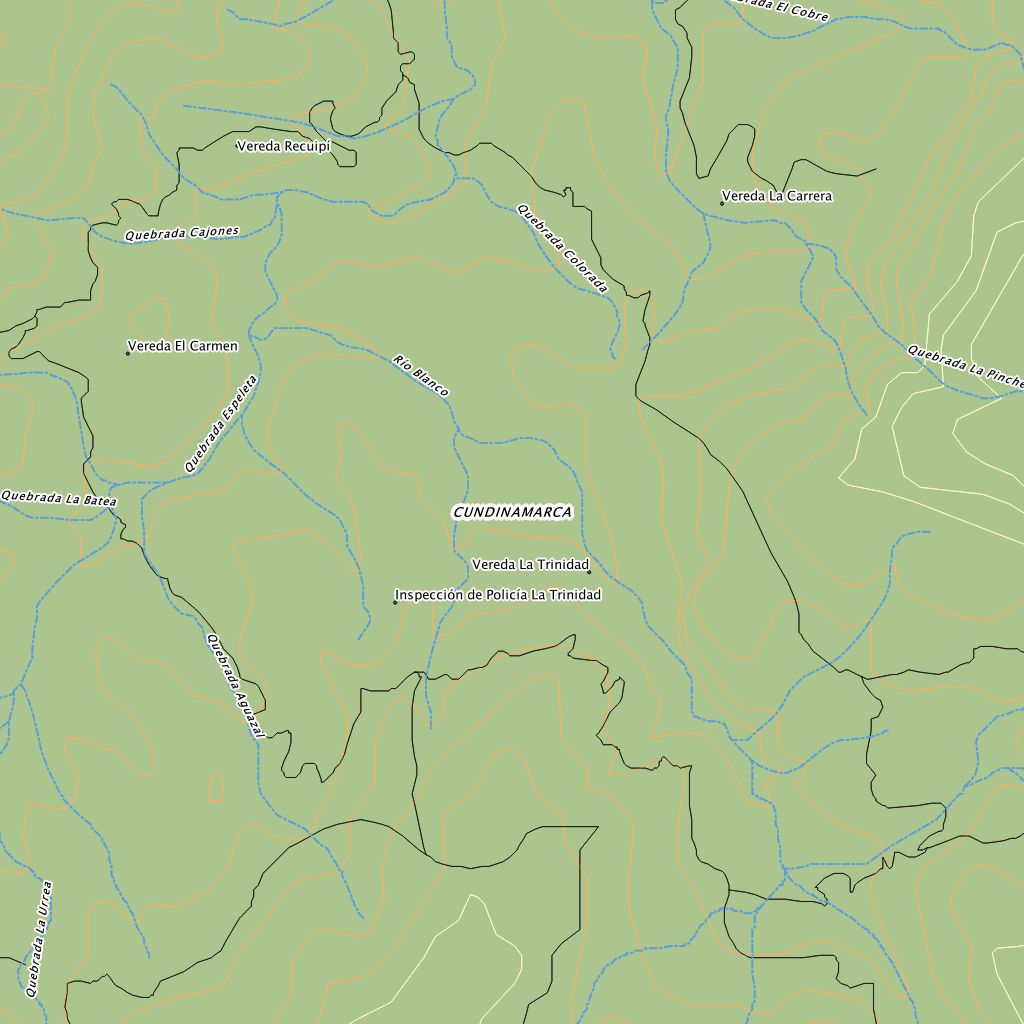 grada El Cobre
Vereda Recuipí
Vereda La Carrera
Quebrada Cajones
Quebrada Colorada
Vereda El Carmen
Quebrada La Pinche
Río Blanco
Quebrada Espeleta
Quebrada La Batea
CUNDINAMARCA
Vereda La Trinidad
Inspección de Policía La Trinidad
Quebrada Aguazal
Quebrada La Urrea